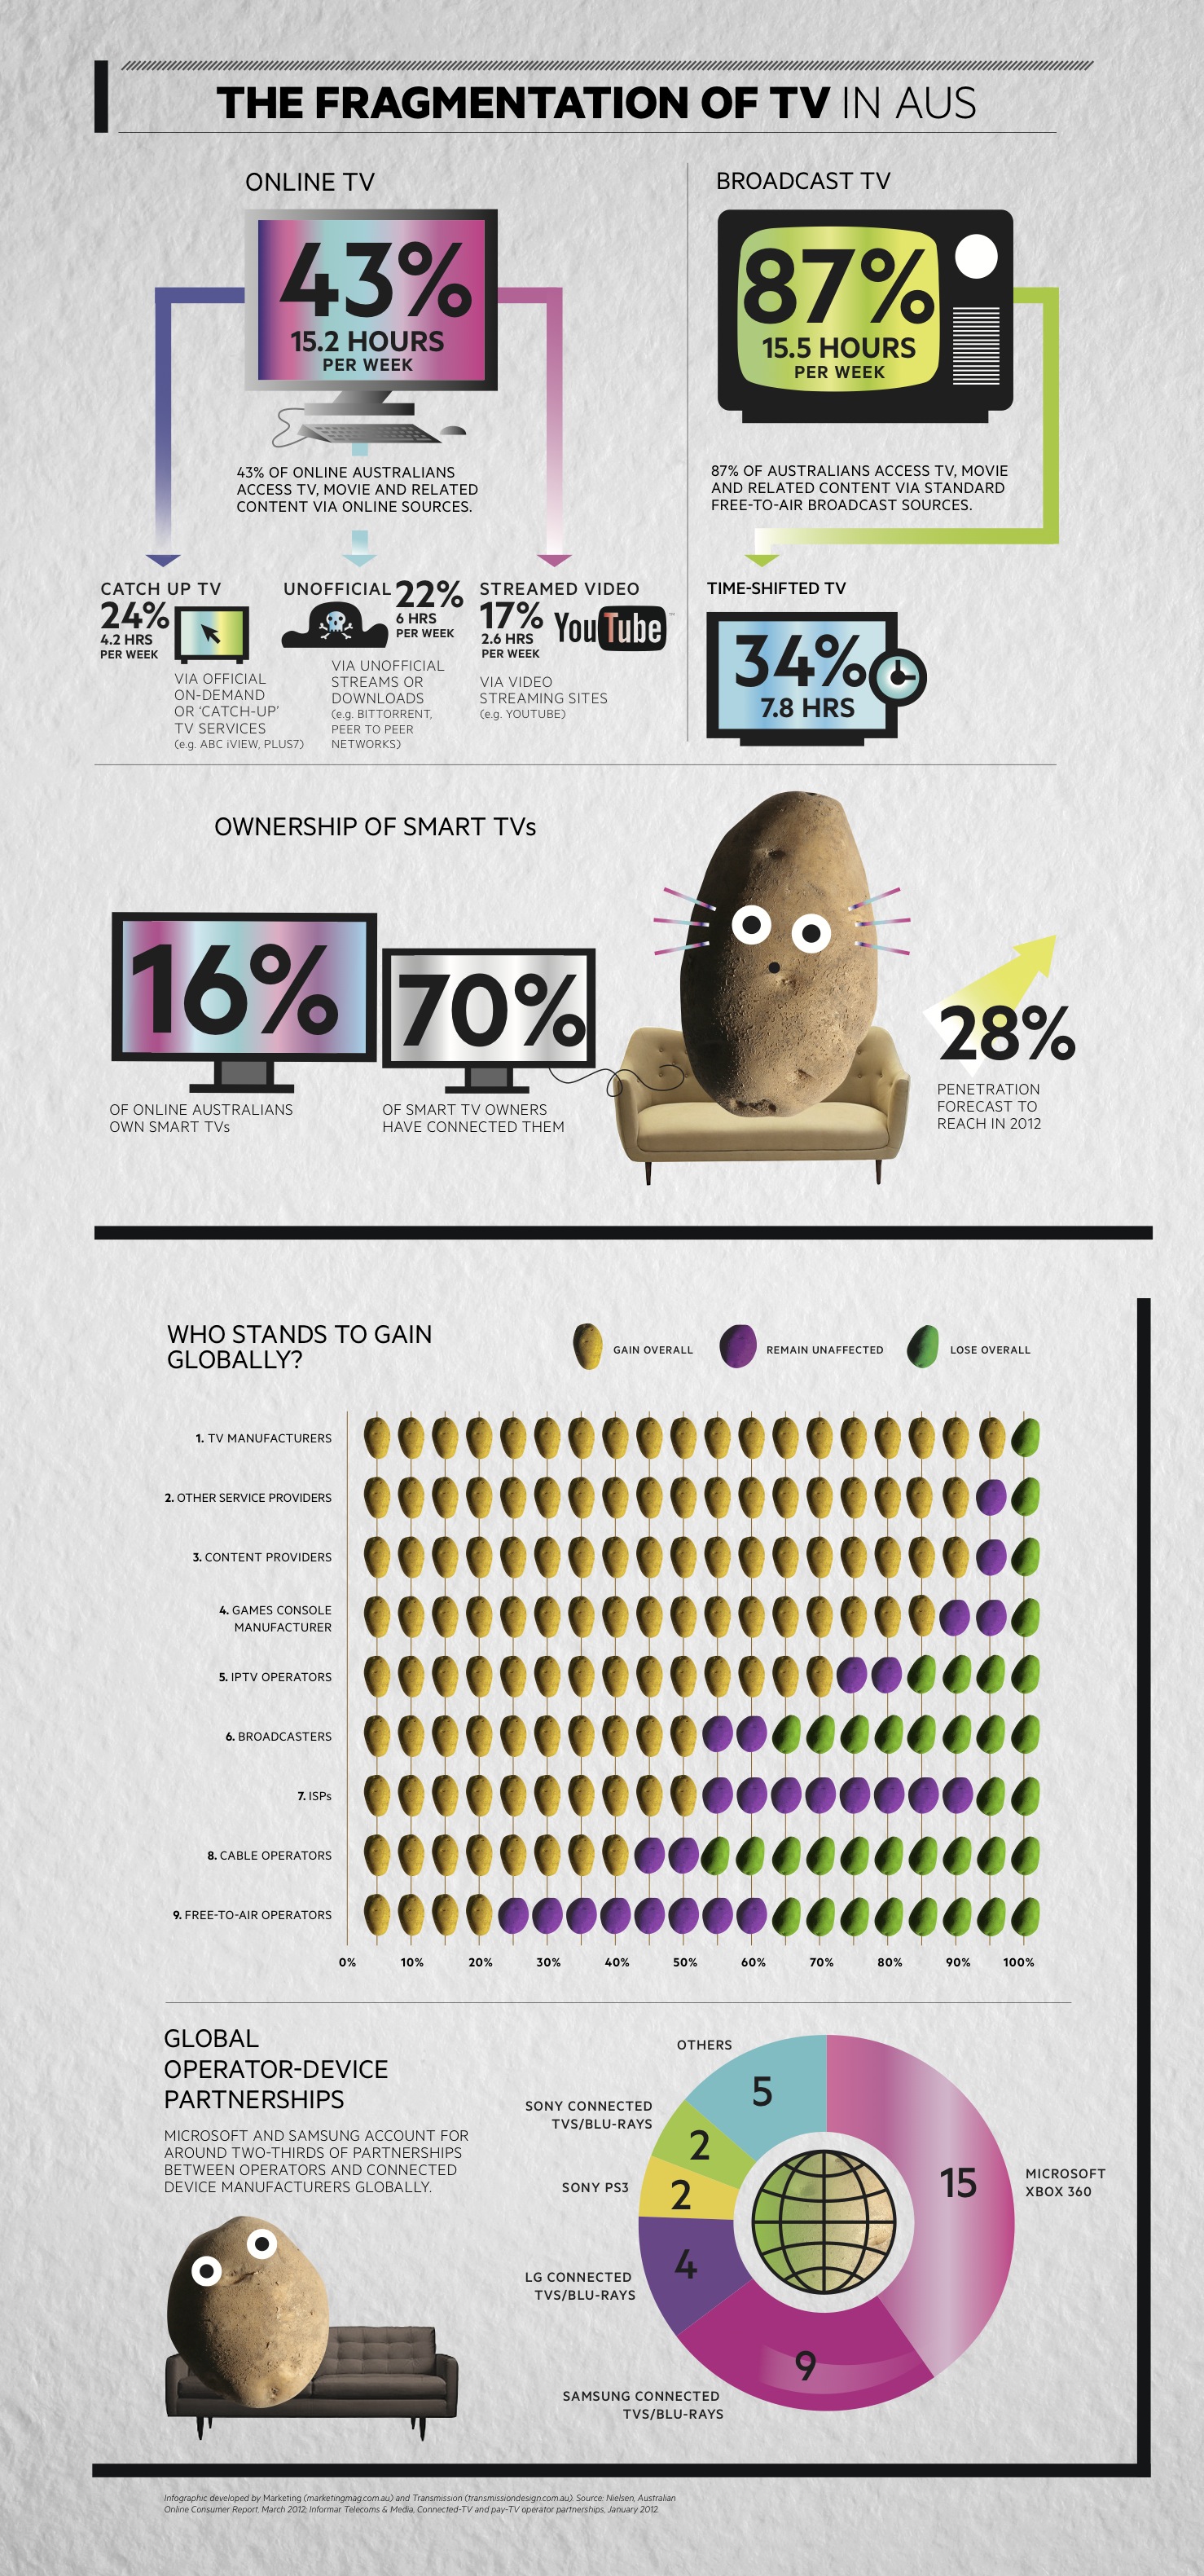 THE FRAGMENTATION OF TV IN AUS
ONLINE TV
43%
15.2 HOURS
PER WEEK
43% OF ONLINE AUSTRALIANS
ACCESS TV, MOVIE AND RELATED
CONTENT VIA ONLINE SOURCES.
CATCH UP TV
24%
4.2 HRS
PER WEEK
VIA OFFICIAL
ON-DEMAND
OR ‘CATCH-UP’
TV SERVICES
(e.g. ABC iVIEW, PLUS7)
UNOFFICIAL 22%
6 HRS
PER WEEK
VIA UNOFFICIAL
STREAMS OR
DOWNLOADS
(e.g. BITTORRENT,
PEER TO PEER
NETWORKS)
STREAMED VIDEO
17%
2.6 HRS
PER WEEK
YouTube
VIA VIDEO
STREAMING SITES
(e.g. YOUTUBE)
BROADCAST TV
87%
15.5 HOURS
PER WEEK
87% OF AUSTRALIANS ACCESS TV, MOVIE
AND RELATED CONTENT VIA STANDARD
FREE-TO-AIR BROADCAST SOURCES.
TIME-SHIFTED TV
34%
7.8 HRS
OWNERSHIP OF SMART TVs
16%
OF ONLINE AUSTRALIANS
OWN SMART TVs
70%
OF SMART TV OWNERS
HAVE CONNECTED THEM
28%
PENETRATION
FORECAST TO
REACH IN 2012
WHO STANDS TO GAIN
GLOBALLY?
GAIN OVERALL
REMAIN UNAFFECTED
LOSE OVERALL
1. TV MANUFACTURERS
2. OTHER SERVICE PROVIDERS
3. CONTENT PROVIDERS
4. GAMES CONSOLE
MANUFACTURER
5. IPTV OPERATORS
6. BROADCASTERS
7. ISPs
8. CABLE OPERATORS
9. FREE-TO-AIR OPERATORS
0% 10% 20% 30% 40% 50% 60% 70% 80% 90% 100%
GLOBAL
OPERATOR-DEVICE
PARTNERSHIPS
MICROSOFT AND SAMSUNG ACCOUNT FOR
AROUND TWO-THIRDS OF PARTNERSHIPS
BETWEEN OPERATORS AND CONNECTED
DEVICE MANUFACTURERS GLOBALLY.
OTHERS
5
SONY CONNECTED
TVS/BLU-RAYS
2
SONY PS3
2
LG CONNECTED
TVS/BLU-RAYS
4
SAMSUNG CONNECTED
TVS/BLU-RAYS
9
15
MICROSOFT
XBOX 360
Infographic developed by Marketing (marketingmag.com.au) and Transmission (transmissiondesign.com.au). Source: Nielsen, Australian
Online Consumer Report, March 2012; Informar Telecoms & Media, Connected-TV and pay-TV operator partnerships, January 2012.